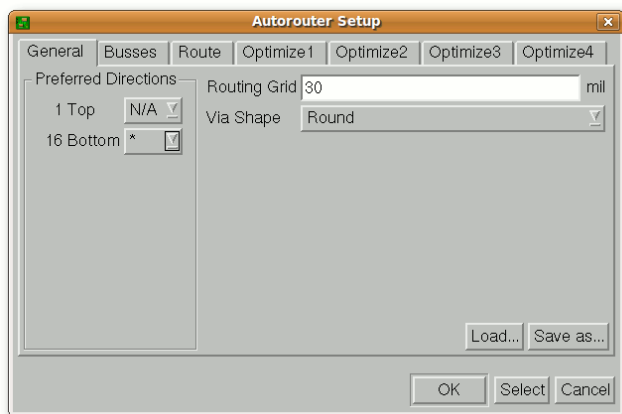 Autorouter Setup
General Busses Route Optimize1 Optimize2 Optimize3 Optimize4
Preferred Directions
1 Top N/A
16 Bottom *
Routing Grid 30 mil
Via Shape Round
Load... Save as...
OK Select Cancel